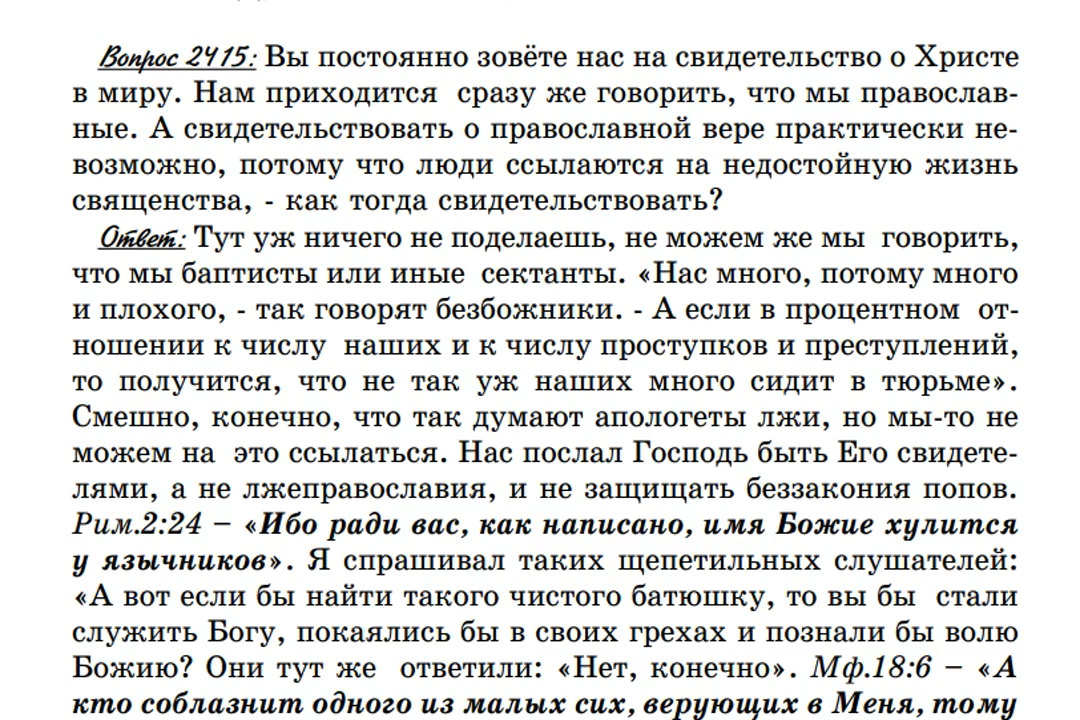 Вопрос 2415: Вы постоянно зовёте нас на свидетельство о Христе
в миру. Нам приходится сразу же говорить, что мы православ-
ные. А свидетельствовать о православной вере практически не-
возможно, потому что люди ссылаются на недостойную жизнь
священства, - как тогда свидетельствовать?
Ответ: Тут уж ничего не поделаешь, не можем же мы говорить,
что мы баптисты или иные сектанты. «Нас много, потому много
и плохого, - так говорят безбожники. - А если в процентном от-
ношении к числу наших и к числу проступков и преступлений,
то получится, что не так уж наших много сидит в тюрьме».
Смешно, конечно, что так думают апологеты лжи, но мы-то не
можем на это ссылаться. Нас послал Господь быть Его свидете-
лями, а не лжеправославия, и не защищать беззакония попов.
Рим.2:24 – «Ибо ради вас, как написано, имя Божие хулится
у язычников». Я спрашивал таких щепетильных слушателей:
«А вот если бы найти такого чистого батюшку, то вы бы стали
служить Богу, покаялись бы в своих грехах и познали бы волю
Божию? Они тут же ответили: «Нет, конечно». Мф.18:6 – «А
кто соблазнит одного из малых сих, верующих в Меня, тому